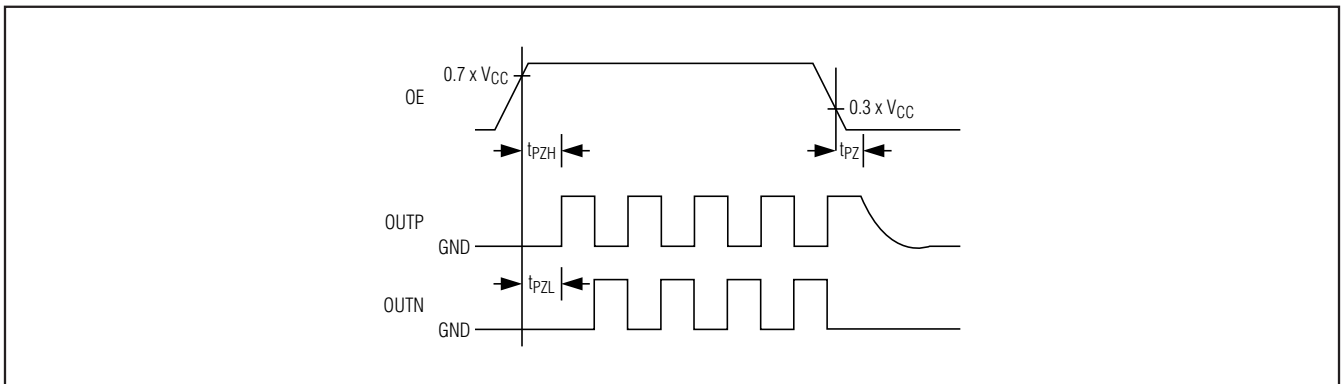 0.7 x VCC
OE
0.3 x VCC
tPZH
tPZ
OUTP
GND
tPZL
OUTN
GND